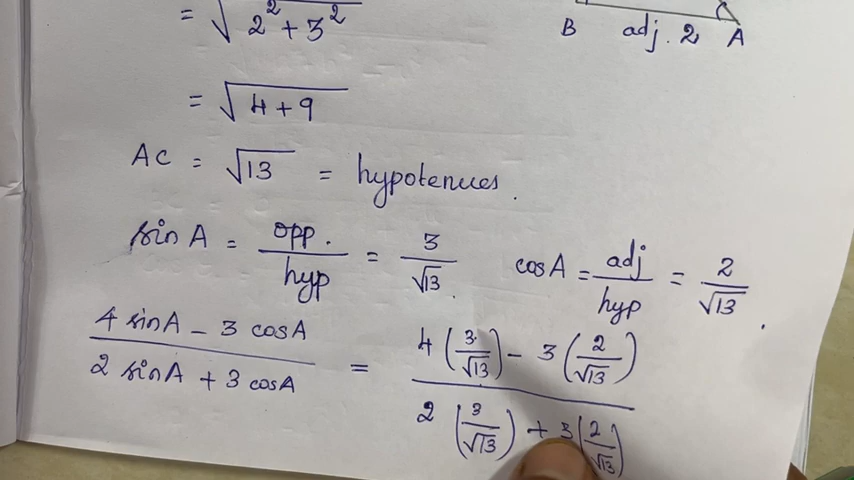 = √2² + 3²
B adj. 2 A
= √4 + 9
AC = √13 = hypotenues.
sin A = opp./hyp = 3/√13. cos A = adj/hyp = 2/√13.
4 sin A - 3 cos A / 2 sin A + 3 cos A = 4 (3/√13) - 3 (2/√13) / 2 (3/√13) + 3 (2/√13)